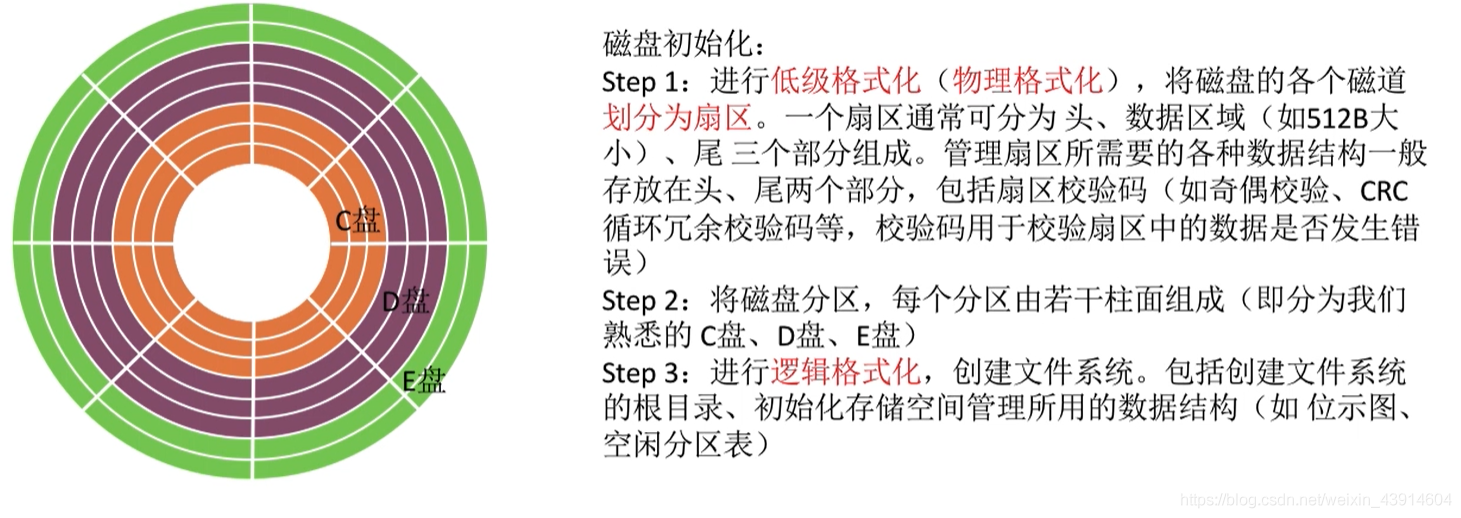 C盘
D盘
E盘
磁盘初始化：
Step 1：进行低级格式化（物理格式化），将磁盘的各个磁道
划分为扇区。一个扇区通常可分为 头、数据区域（如512B大
小）、尾 三个部分组成。管理扇区所需要的各种数据结构一般
存放在头、尾两个部分，包括扇区校验码（如奇偶校验、CRC
循环冗余校验码等，校验码用于校验扇区中的数据是否发生错
误）
Step 2：将磁盘分区，每个分区由若干柱面组成（即分为我们
熟悉的 C盘、D盘、E盘）
Step 3：进行逻辑格式化，创建文件系统。包括创建文件系统
的根目录、初始化存储空间管理所用的数据结构（如 位示图、
空闲分区表）
https://blog.csdn.net/weixin_43914604